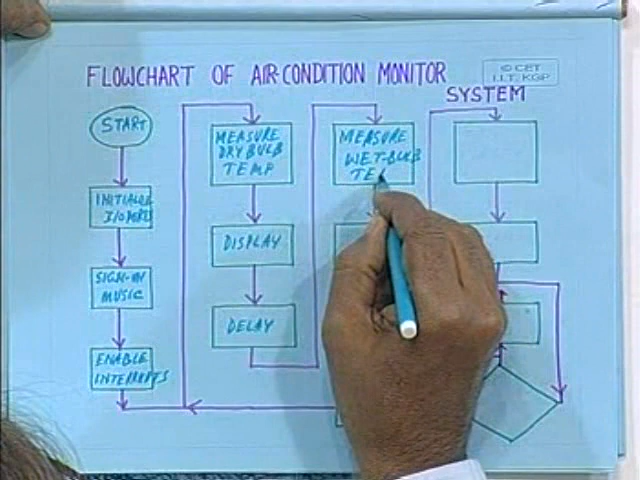 FLOWCHART OF AIR-CONDITION MONITOR
SYSTEM
© CET
I.I.T. KGP
START
INITIALIZE
I/O PORTS
SIGN-ON
MUSIC
ENABLE
INTERRUPTS
MEASURE
DRY BULB
TEMP
DISPLAY
DELAY
MEASURE
WET-BULB
TE